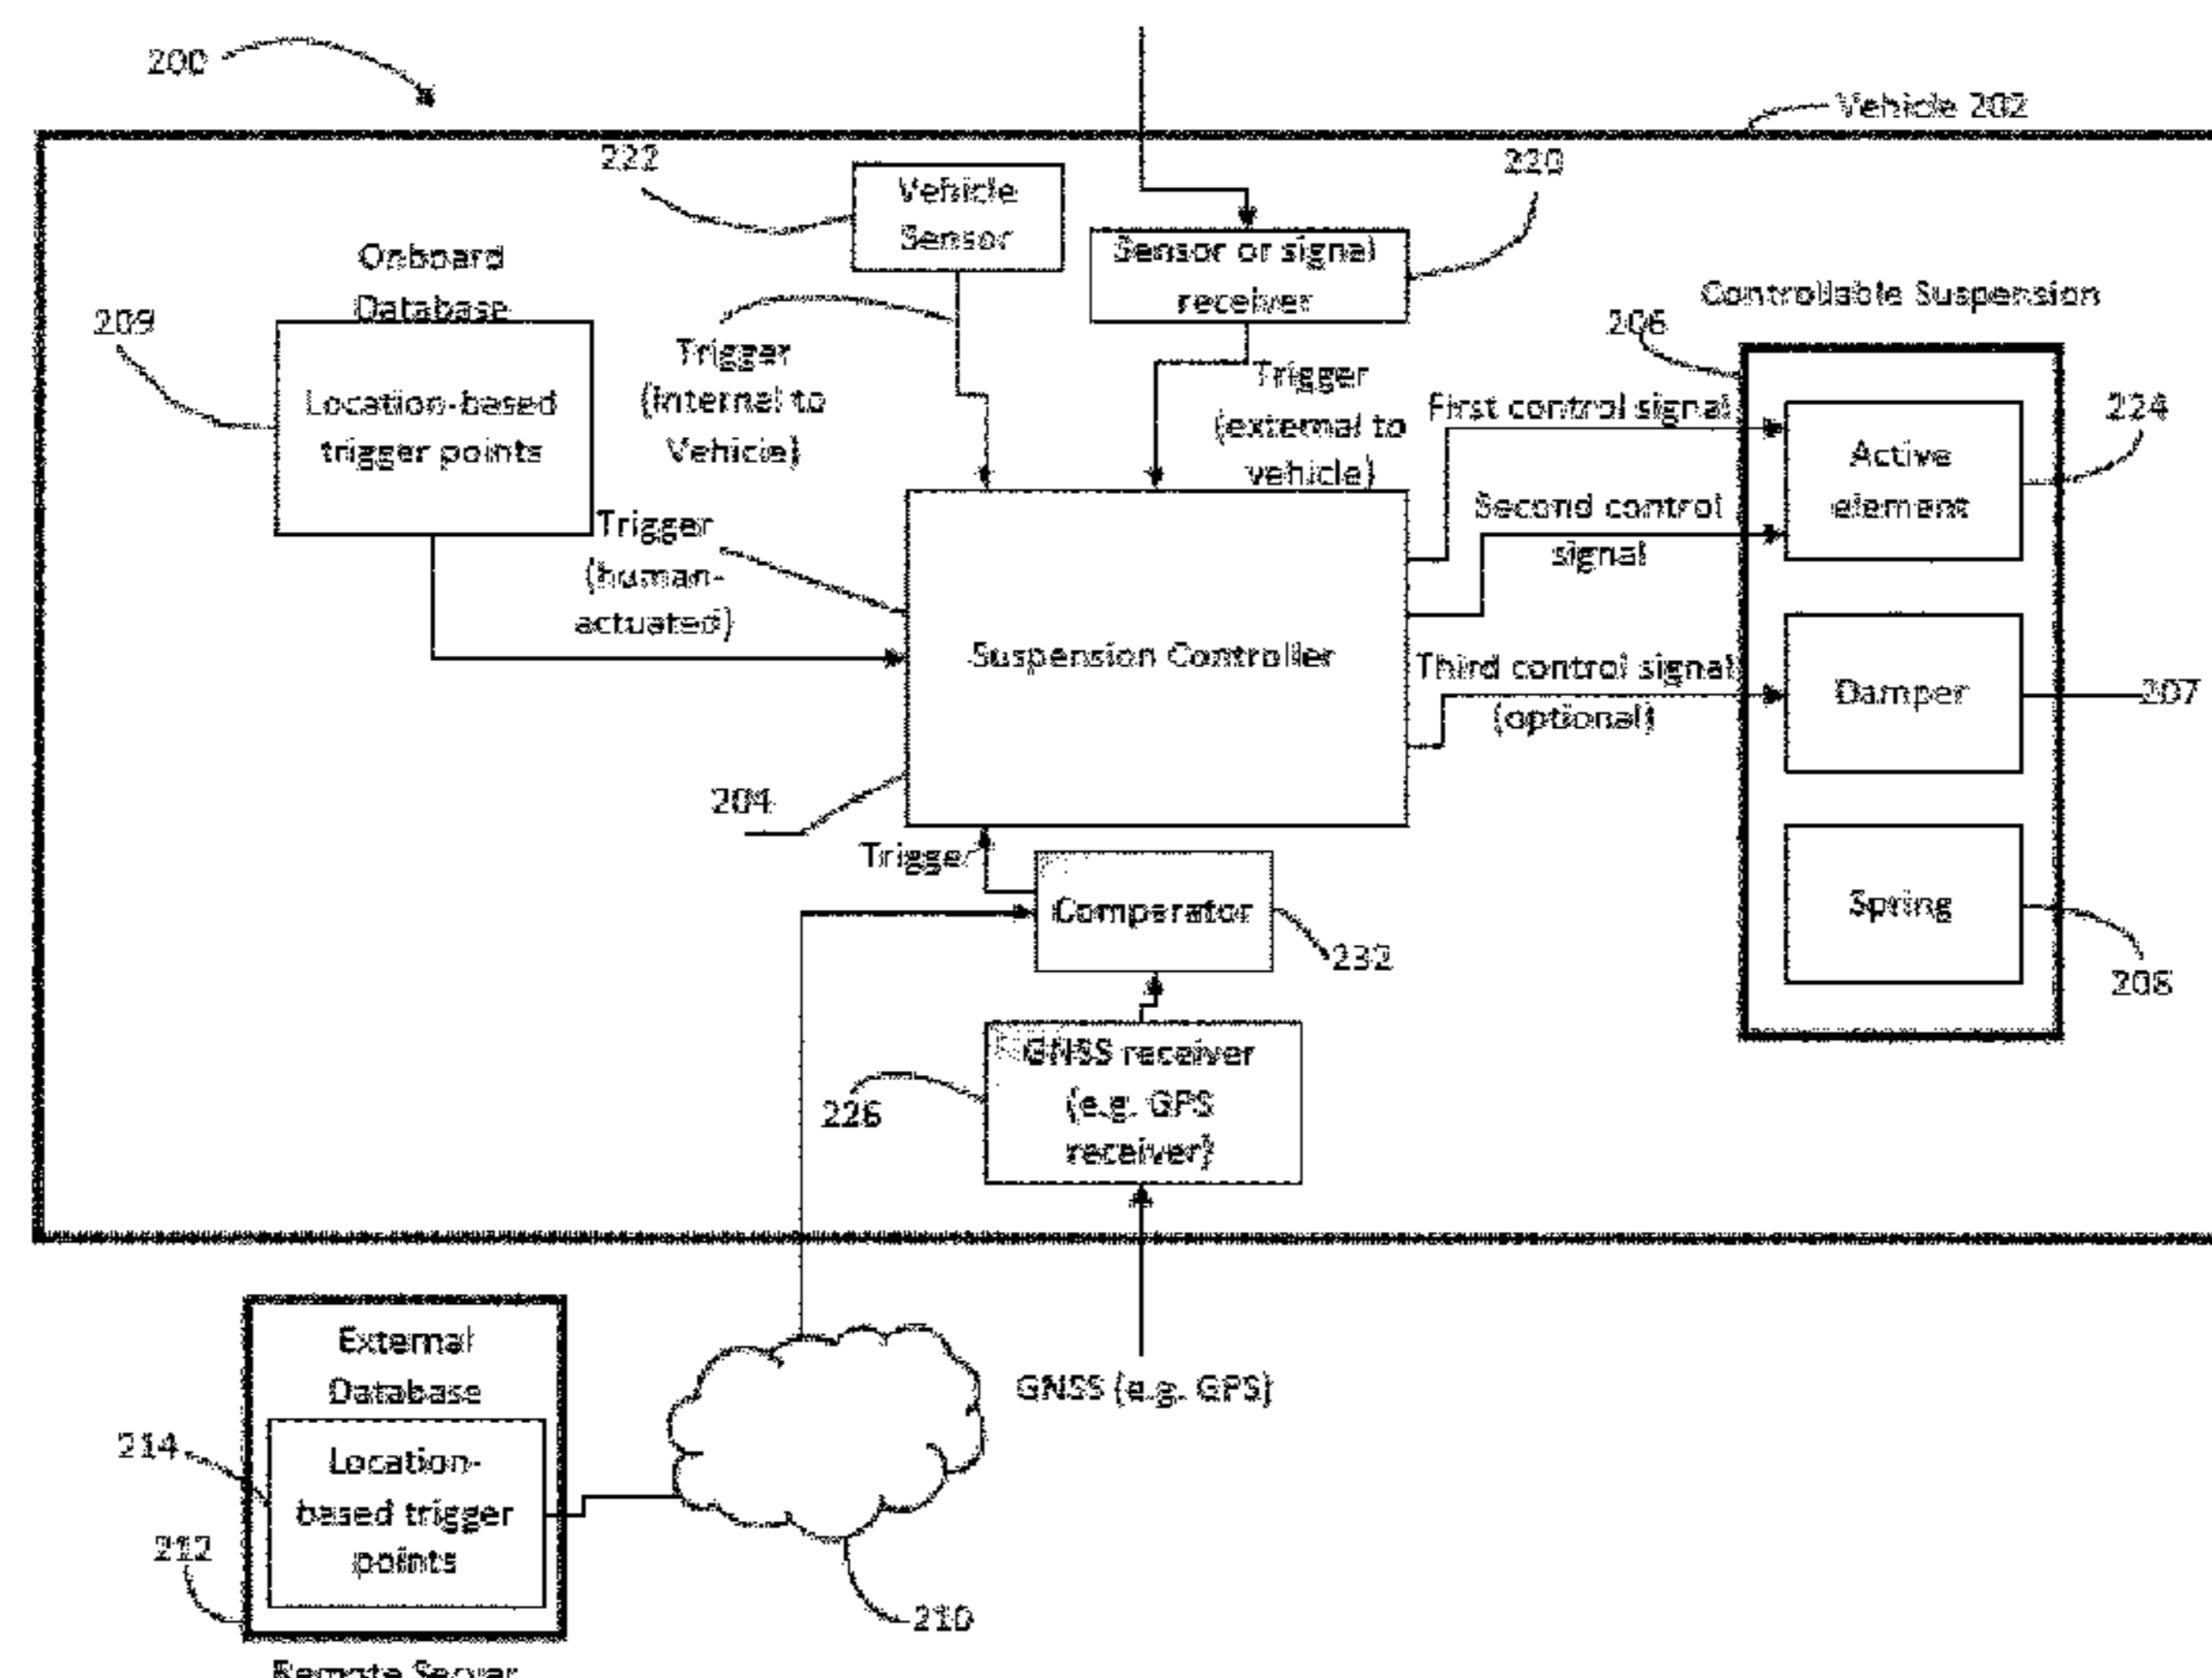 200
Vehicle 202
222
Vehicle
Sensor
220
Sensor or signal
receiver
Onboard
Database
209
Location-based
trigger points
Trigger
(internal to
Vehicle)
Trigger
(external to
vehicle)
Controllable Suspension
206
First control signal
224
Active
element
Second control
signal
Trigger
(human-
actuated)
Suspension Controller
Third control signal
(optional)
Damper
207
204
Trigger
Comperator
232
Spring
208
GNSS receiver
(e.g. GPS
receiver)
226
External
Database
GNSS (e.g. GPS)
214
Location-
based trigger
points
212
210
Remote Server